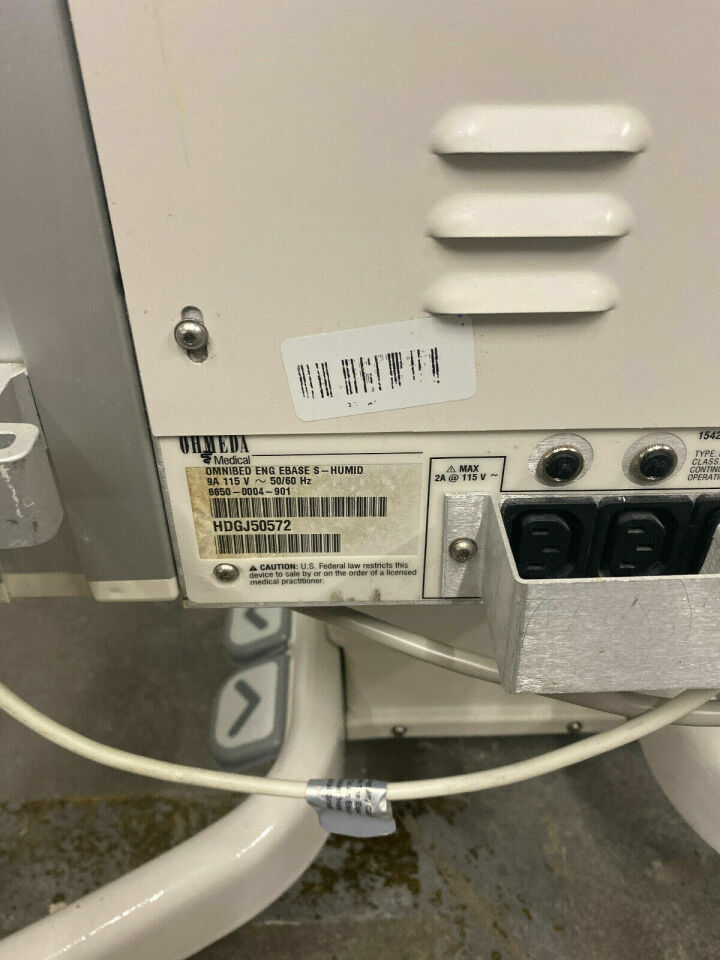 OHMEDA
Medical
OMNIBED ENG EBASE S-HUMID
9A 115 V ~ 50/60 Hz
6650-0004-901
HDGJ50572
⚠ CAUTION: U.S. Federal law restricts this
device to sale by or on the order of a licensed
medical practitioner.
⚠ MAX
2A @ 115 V ~
1542
TYPE:
CLASS
CONTIN
OPERATI